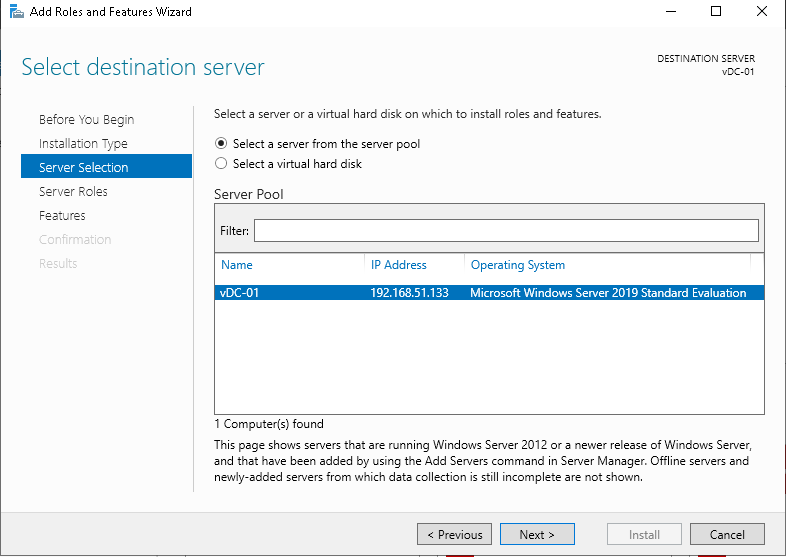 Add Roles and Features Wizard
Select destination server
DESTINATION SERVER
vDC-01
Before You Begin
Installation Type
Server Selection
Server Roles
Features
Confirmation
Results
Select a server or a virtual hard disk on which to install roles and features.
Select a server from the server pool
Select a virtual hard disk
Server Pool
Filter:
Name IP Address Operating System
vDC-01 192.168.51.133 Microsoft Windows Server 2019 Standard Evaluation
1 Computer(s) found
This page shows servers that are running Windows Server 2012 or a newer release of Windows Server,
and that have been added by using the Add Servers command in Server Manager. Offline servers and
newly-added servers from which data collection is still incomplete are not shown.
< Previous Next > Install Cancel